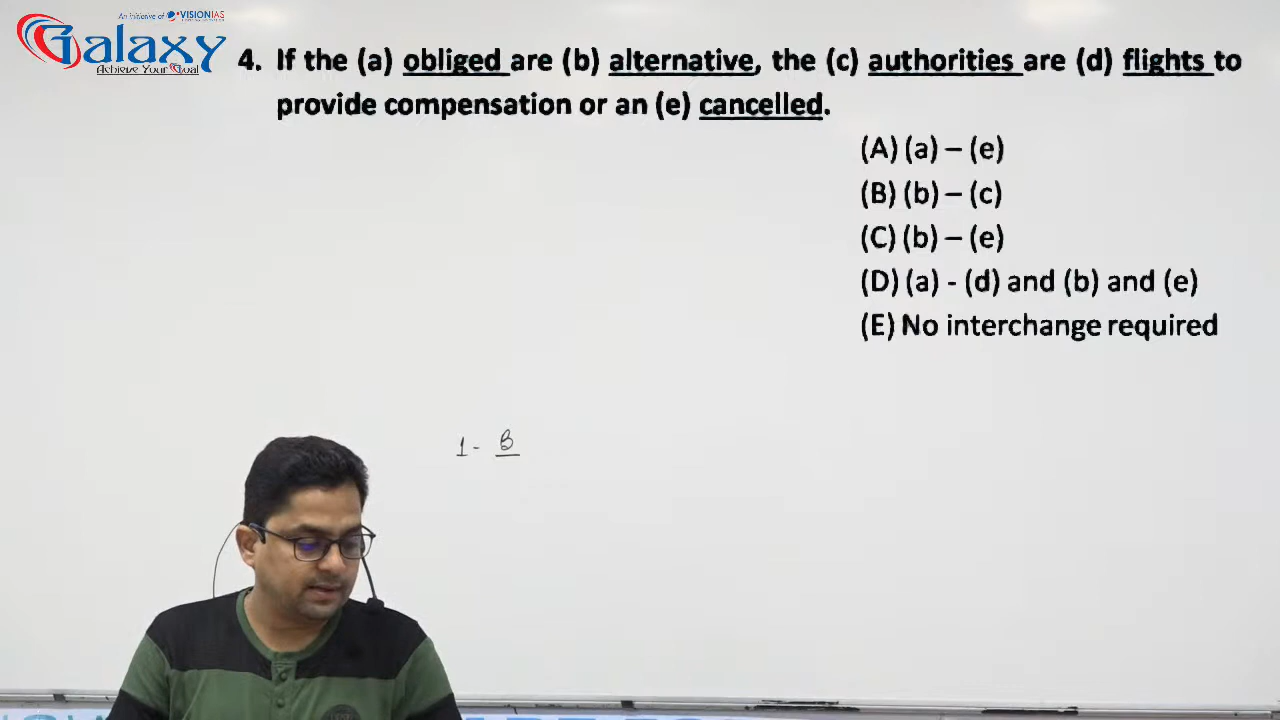 An initiative of VISIONIAS
Galaxy
Achieve Your Goal
4. If the (a) obliged are (b) alternative, the (c) authorities are (d) flights to
provide compensation or an (e) cancelled.
(A) (a) – (e)
(B) (b) – (c)
(C) (b) – (e)
(D) (a) - (d) and (b) and (e)
(E) No interchange required
1 - B